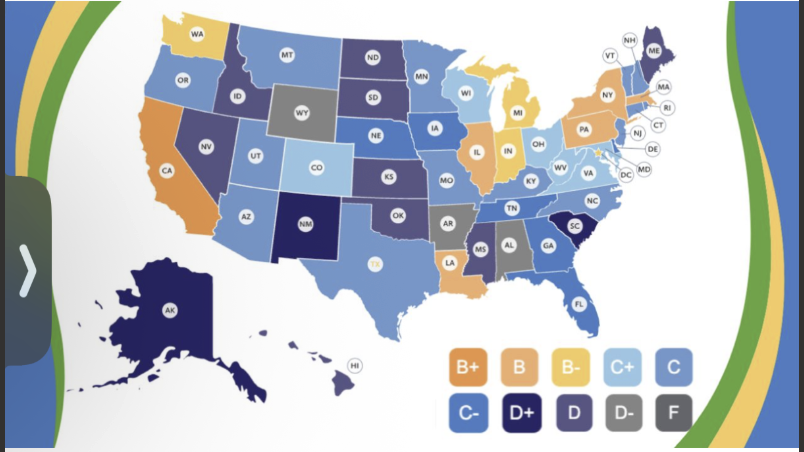 WA
MT
ND
MN
OR
ID
SD
WI
WY
MI
NY
NH
VT
ME
MA
RI
CT
NJ
DE
MD
DC
NV
UT
CO
NE
IA
IL
IN
OH
PA
WV
VA
KY
CA
AZ
NM
KS
MO
OK
AR
TN
NC
SC
TX
LA
MS
AL
GA
FL
AK
HI
B+ B B- C+ C
C- D+ D D- F